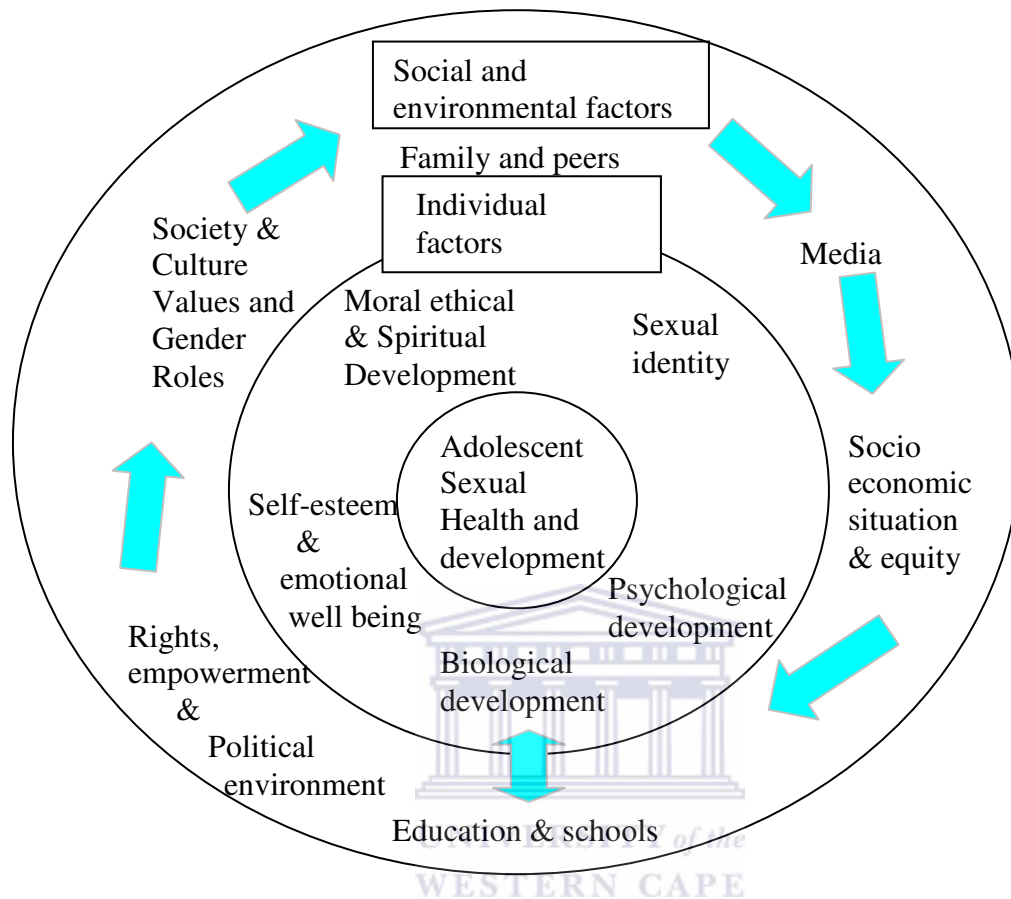 Social and
environmental factors
Family and peers
Individual
factors
Society &
Culture
Values and
Gender
Roles
Media
Moral ethical
& Spiritual
Development
Sexual
identity
Adolescent
Sexual
Health and
development
Socio
economic
situation
& equity
Self-esteem
&
emotional
well being
Psychological
development
Biological
development
Rights,
empowerment
&
Political
environment
Education & schools
UNIVERSITY of the
WESTERN CAPE